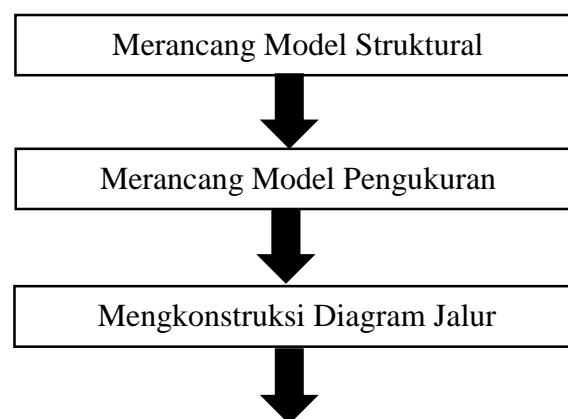 Merancang Model Struktural
Merancang Model Pengukuran
Mengkonstruksi Diagram Jalur